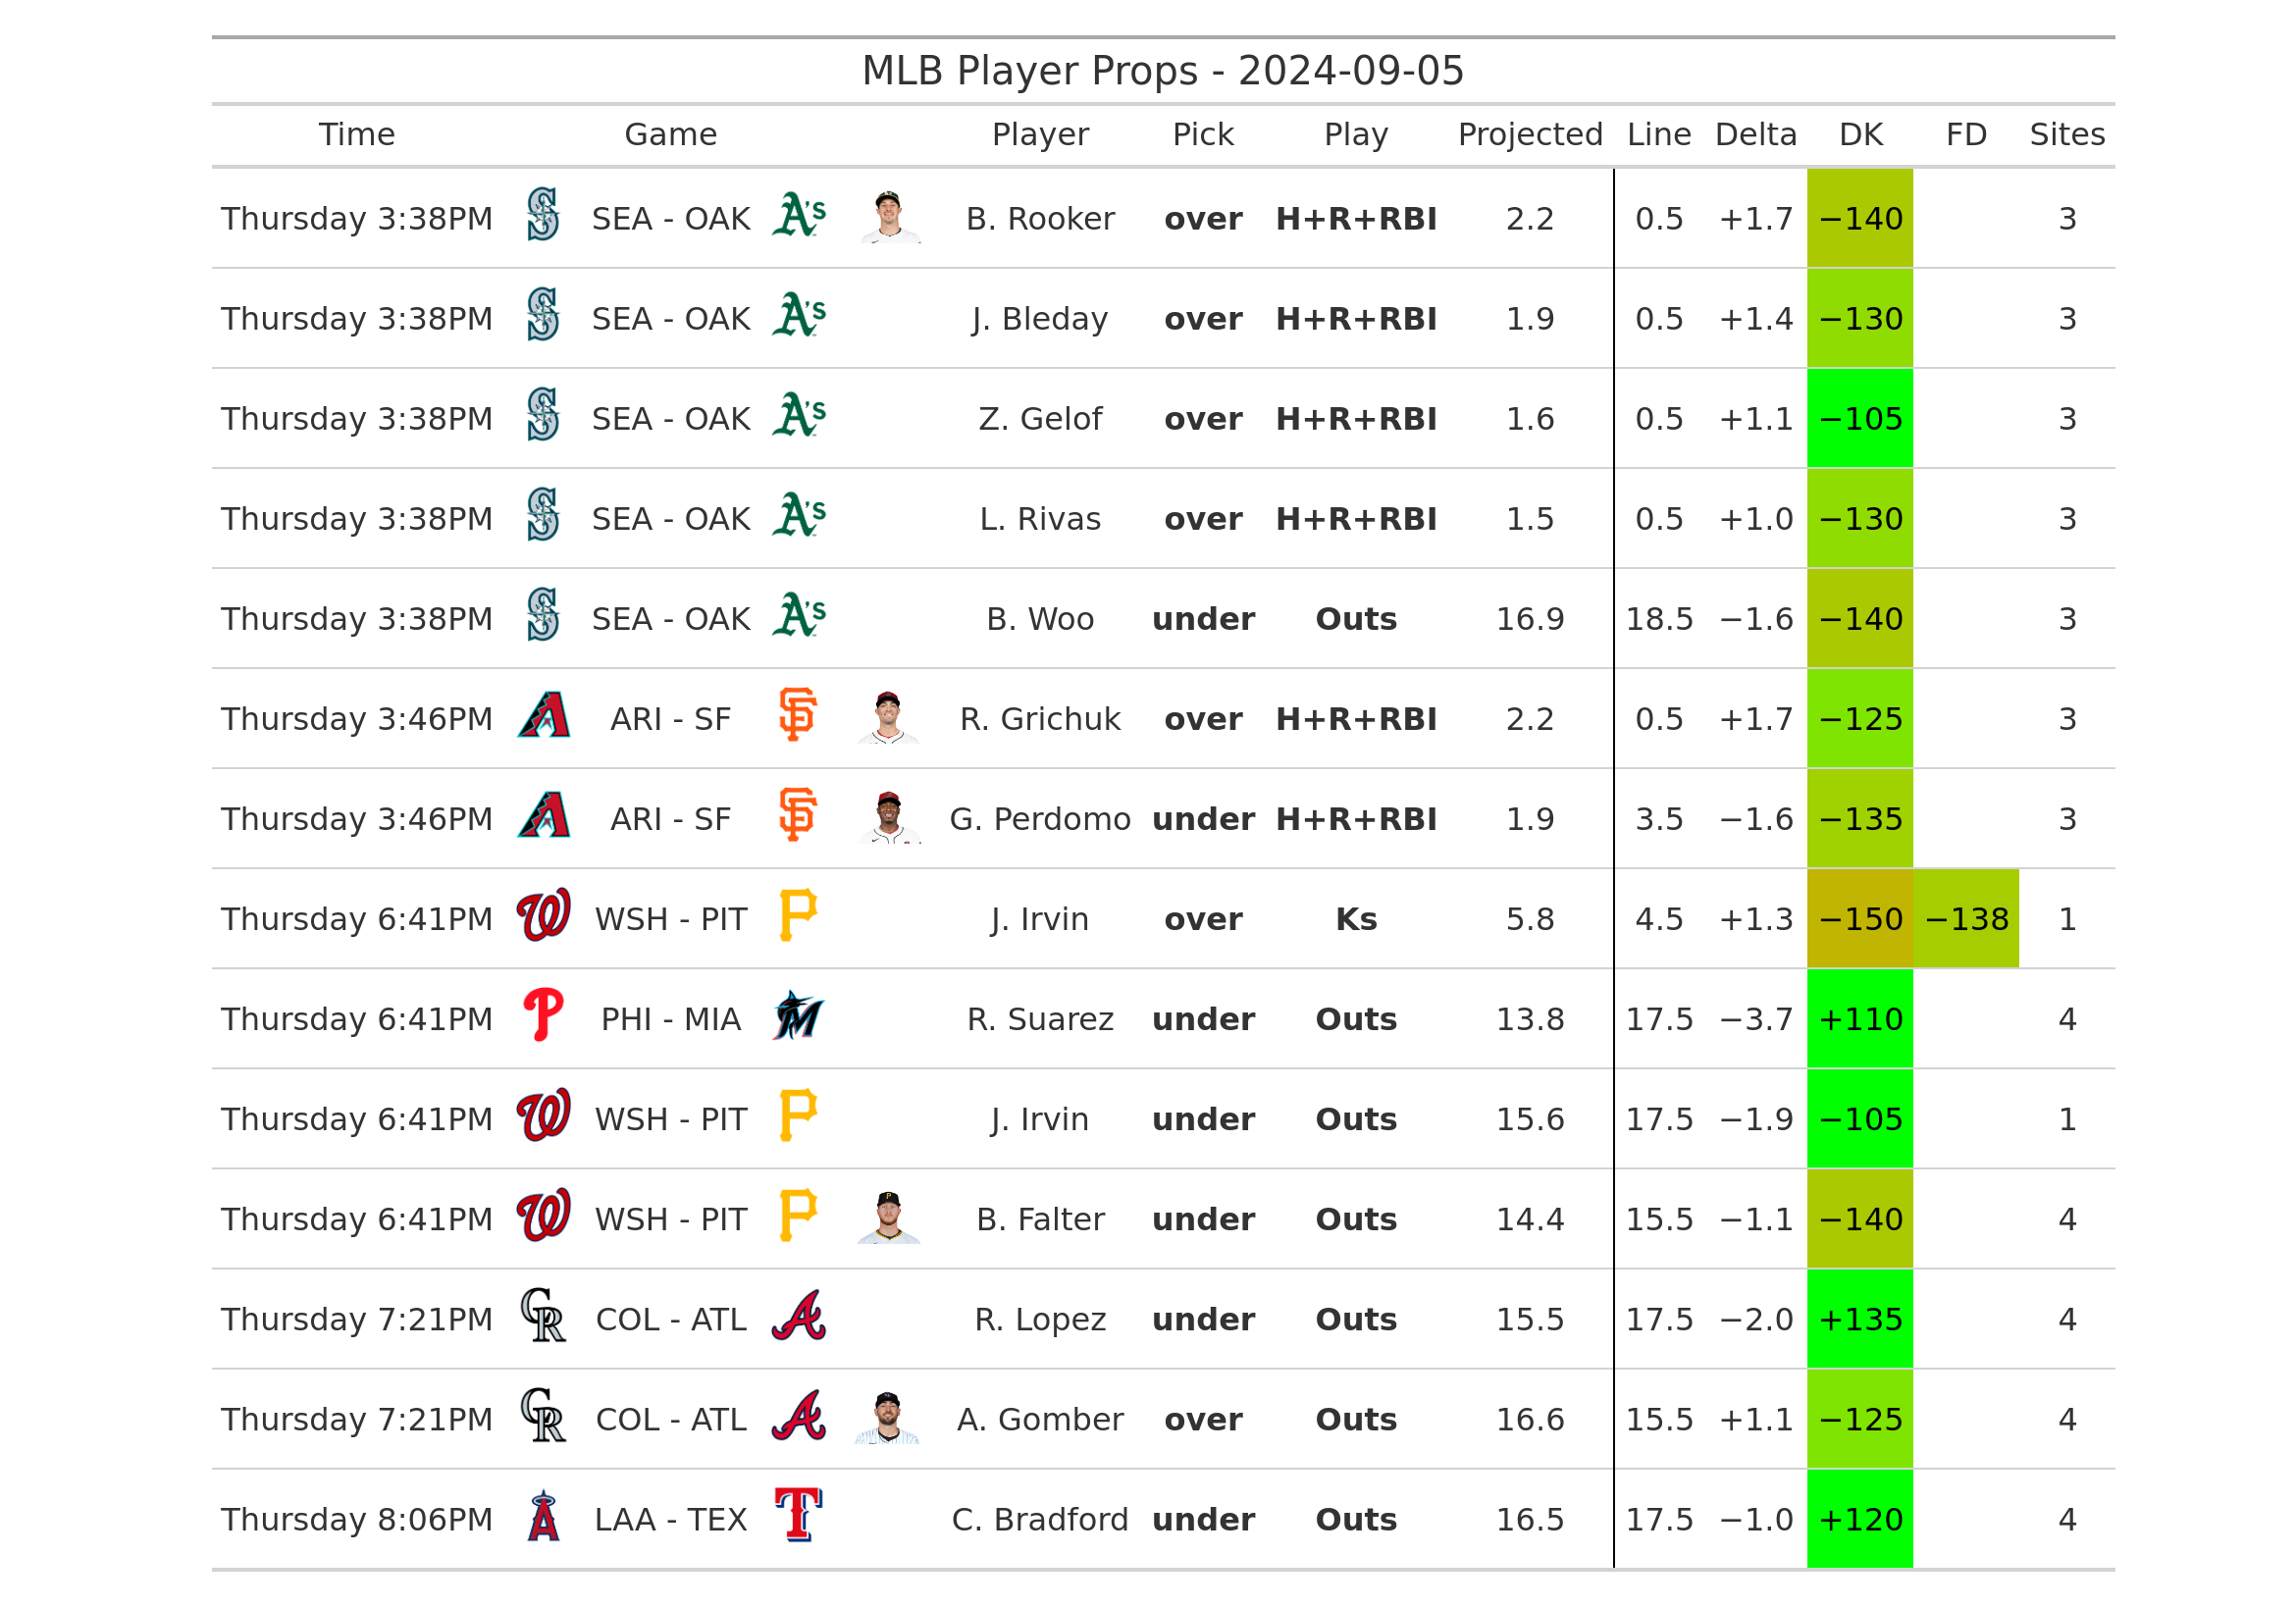 MLB Player Props - 2024-09-05
Time Game Player Pick Play Projected Line Delta DK FD Sites
Thursday 3:38PM SEA - OAK A's B. Rooker over H+R+RBI 2.2 0.5 +1.7 −140 3
Thursday 3:38PM SEA - OAK A's J. Bleday over H+R+RBI 1.9 0.5 +1.4 −130 3
Thursday 3:38PM SEA - OAK A's Z. Gelof over H+R+RBI 1.6 0.5 +1.1 −105 3
Thursday 3:38PM SEA - OAK A's L. Rivas over H+R+RBI 1.5 0.5 +1.0 −130 3
Thursday 3:38PM SEA - OAK A's B. Woo under Outs 16.9 18.5 −1.6 −140 3
Thursday 3:46PM ARI - SF SF R. Grichuk over H+R+RBI 2.2 0.5 +1.7 −125 3
Thursday 3:46PM ARI - SF SF G. Perdomo under H+R+RBI 1.9 3.5 −1.6 −135 3
Thursday 6:41PM W WSH - PIT P J. Irvin over Ks 5.8 4.5 +1.3 −150 −138 1
Thursday 6:41PM P PHI - MIA M R. Suarez under Outs 13.8 17.5 −3.7 +110 4
Thursday 6:41PM W WSH - PIT P J. Irvin under Outs 15.6 17.5 −1.9 −105 1
Thursday 6:41PM W WSH - PIT P B. Falter under Outs 14.4 15.5 −1.1 −140 4
Thursday 7:21PM CR COL - ATL A R. Lopez under Outs 15.5 17.5 −2.0 +135 4
Thursday 7:21PM CR COL - ATL A A. Gomber over Outs 16.6 15.5 +1.1 −125 4
Thursday 8:06PM A LAA - TEX T C. Bradford under Outs 16.5 17.5 −1.0 +120 4